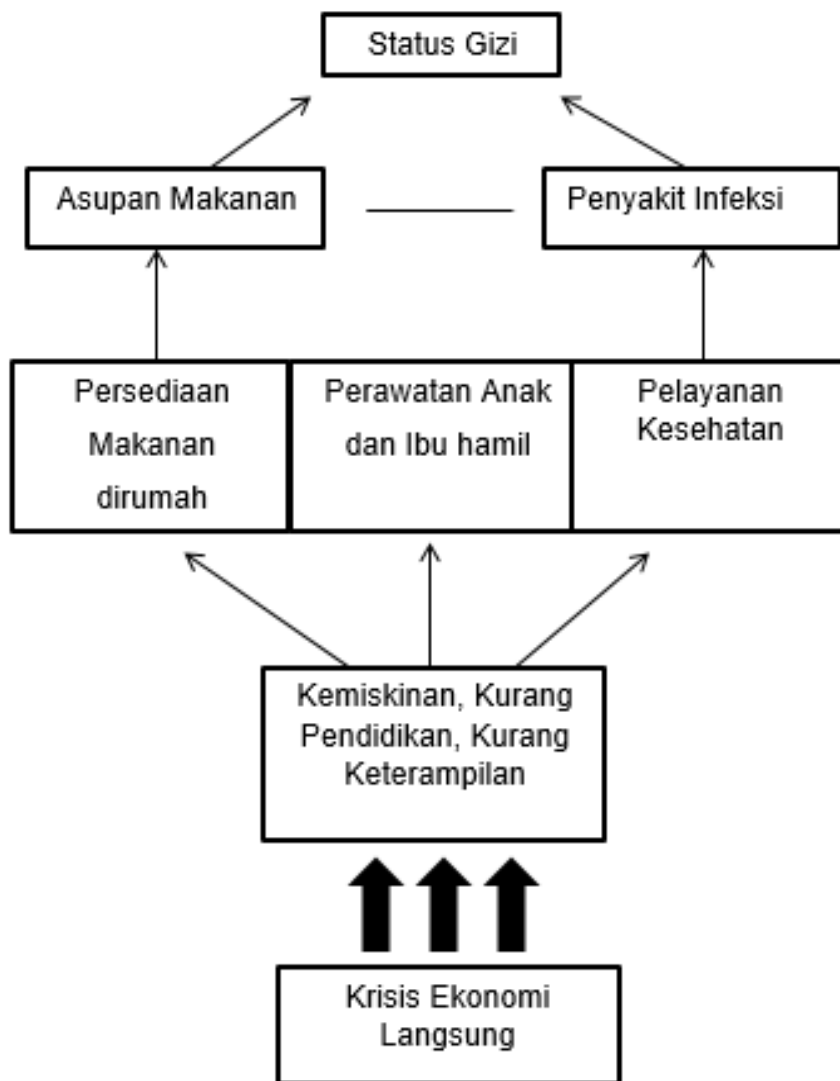 Status Gizi
Asupan Makanan
Penyakit Infeksi
Persediaan
Makanan
dirumah
Perawatan Anak
dan Ibu hamil
Pelayanan
Kesehatan
Kemiskinan, Kurang
Pendidikan, Kurang
Keterampilan
Krisis Ekonomi
Langsung